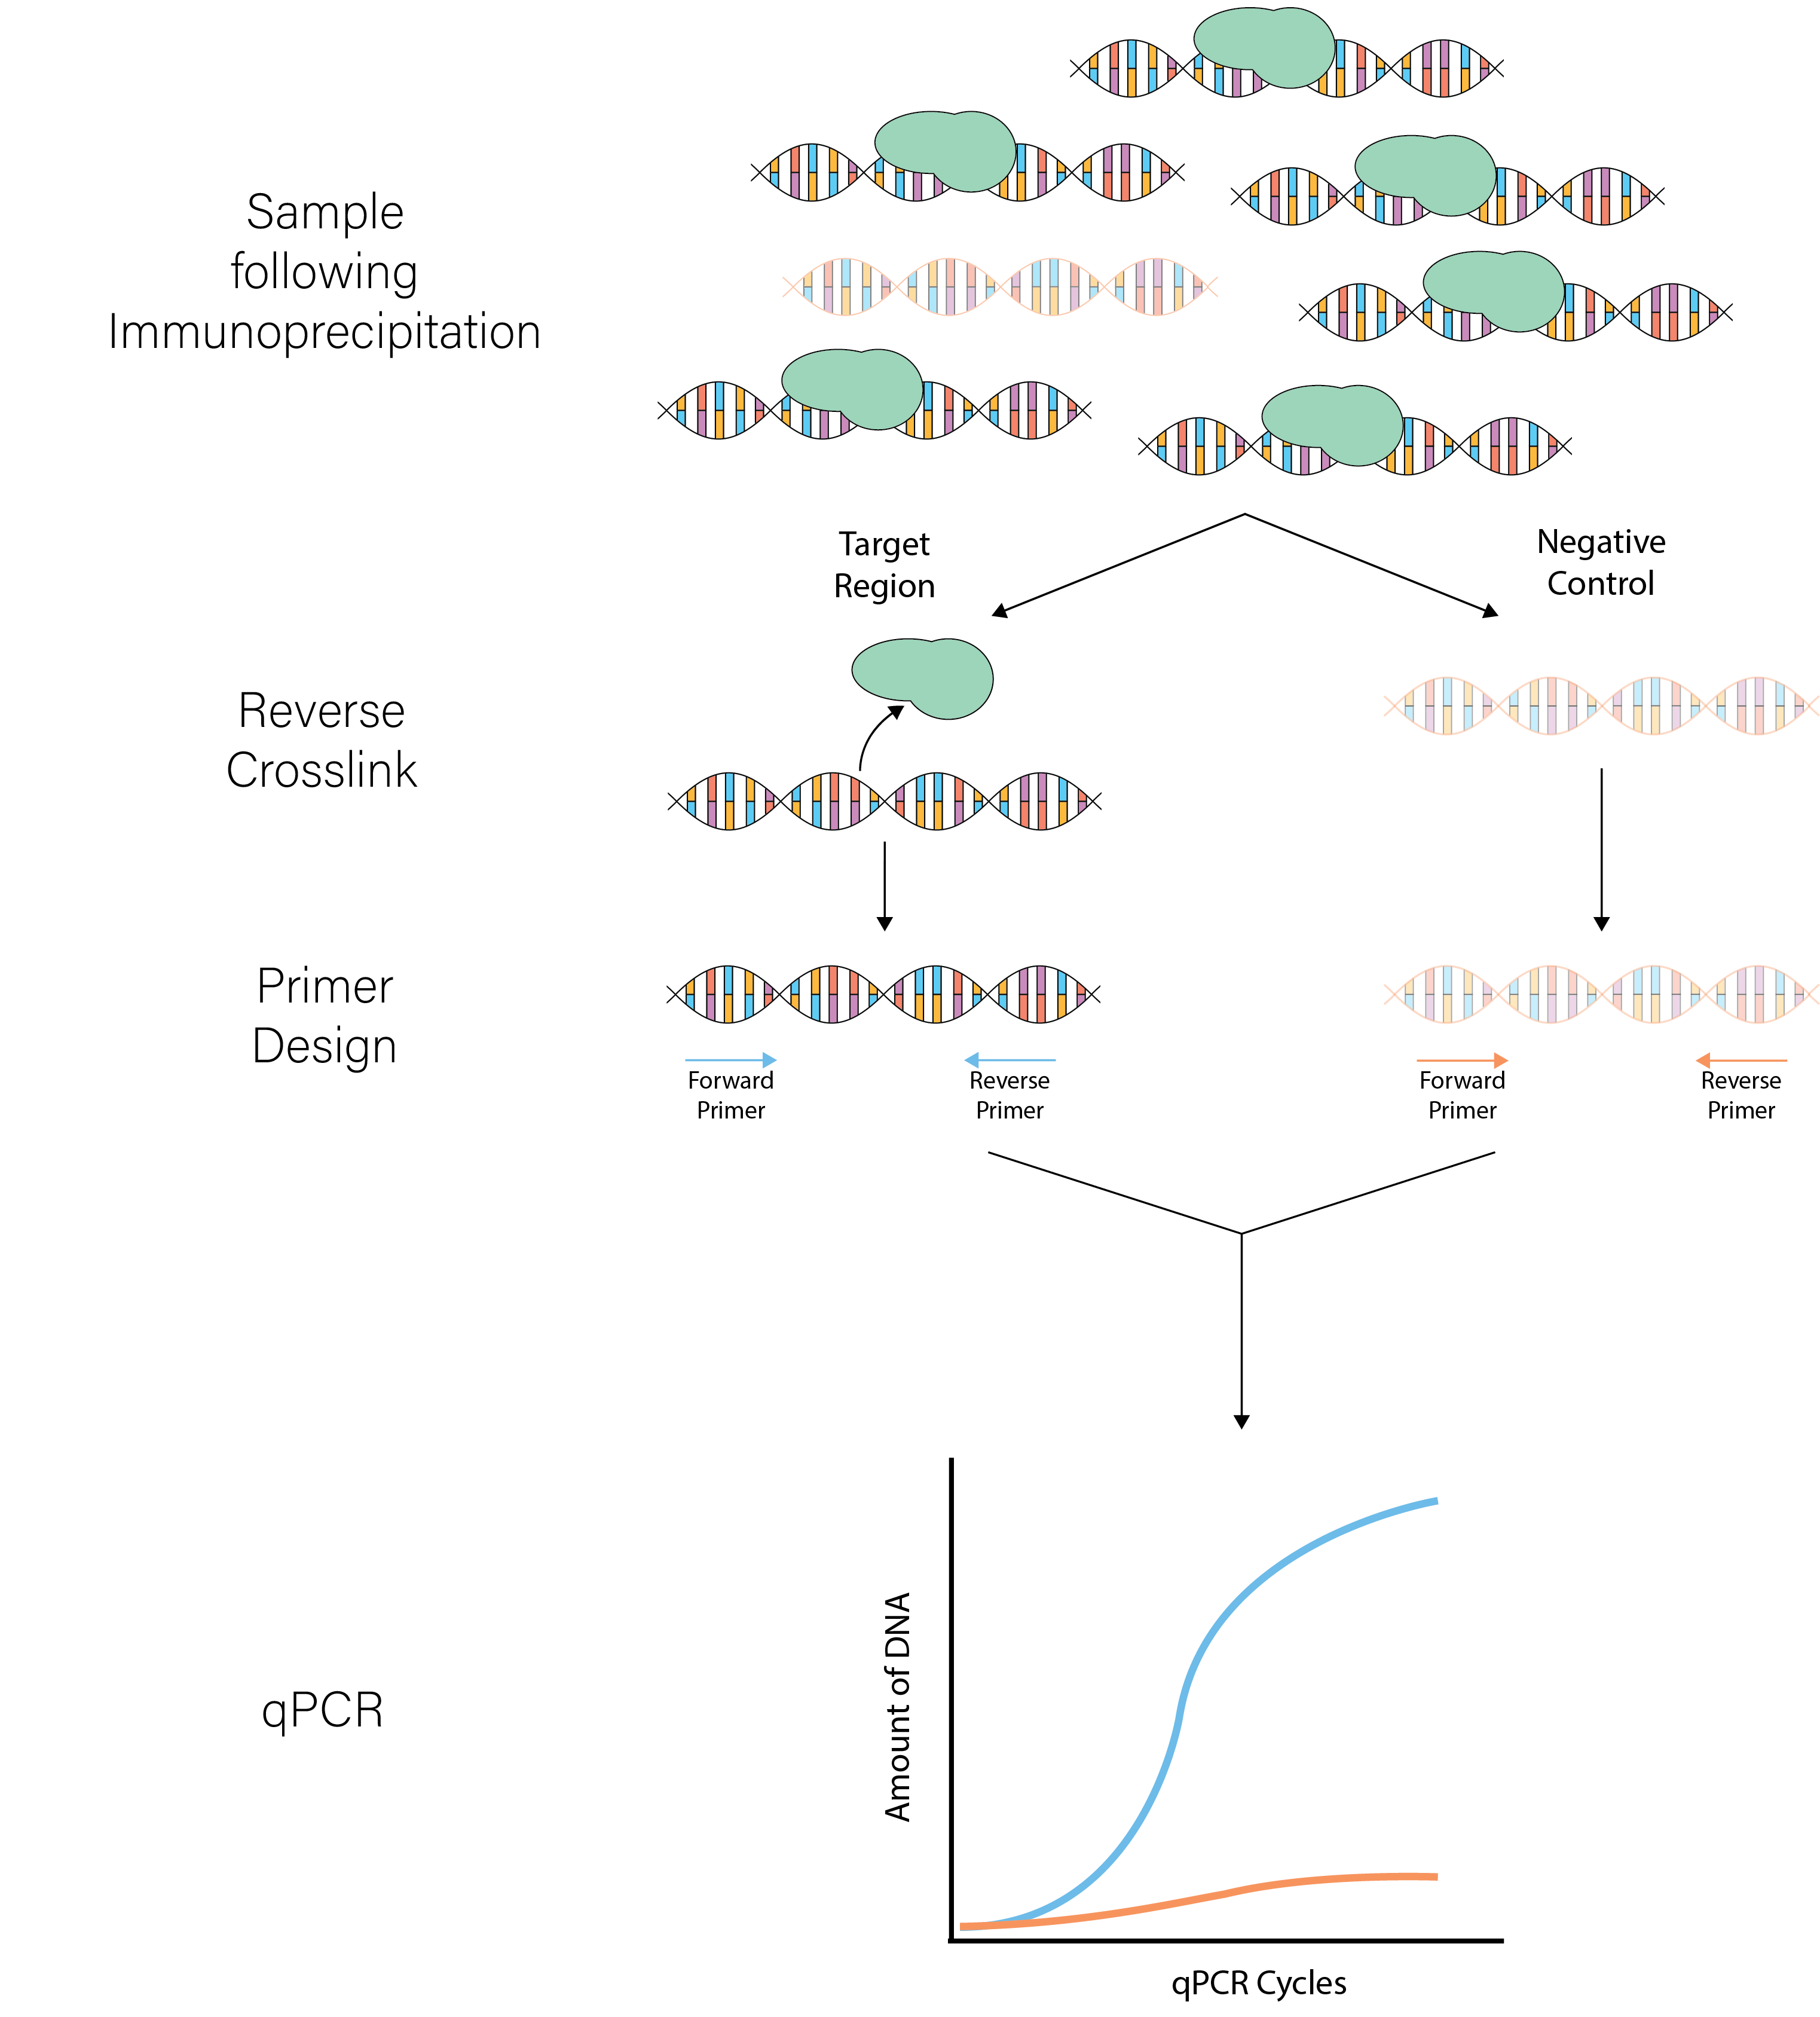 Sample
following
Immunoprecipitation
Target
Region
Negative
Control
Reverse
Crosslink
Primer
Design
Forward
Primer
Reverse
Primer
Forward
Primer
Reverse
Primer
qPCR
Amount of DNA
qPCR Cycles